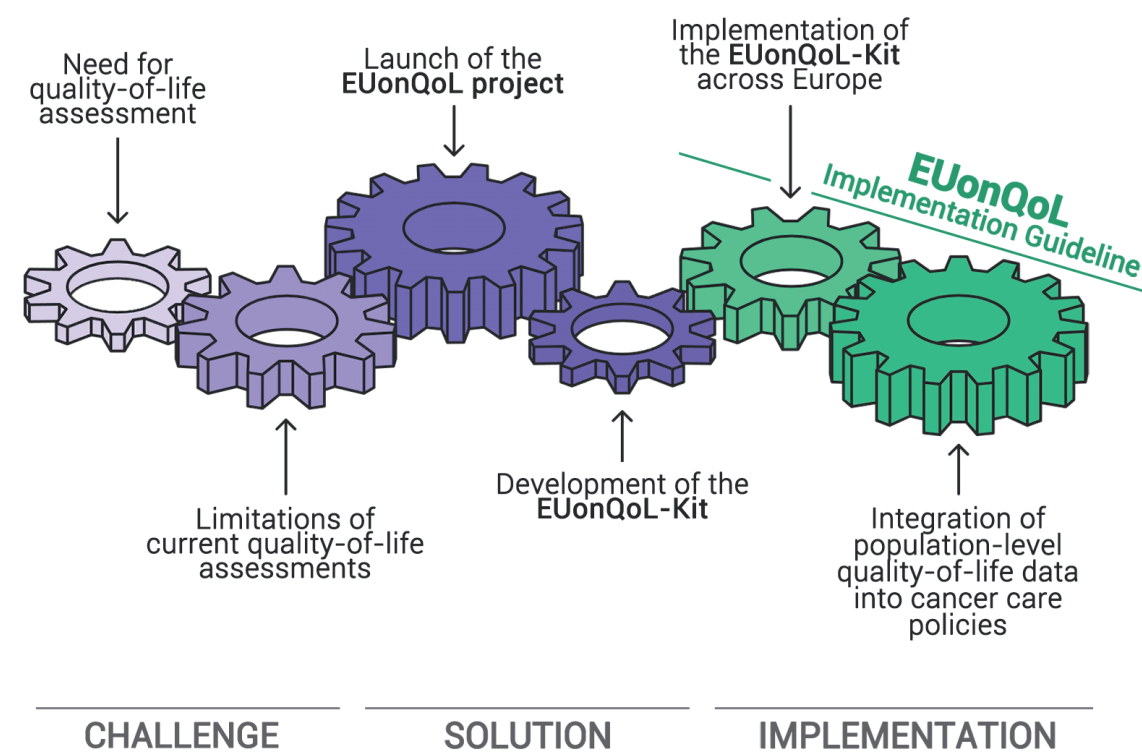 Need for
quality-of-life
assessment
Launch of the
EUonQoL project
Implementation of
the EUonQoL-Kit
across Europe
EUonQoL
Implementation Guideline
Limitations of
current quality-of-life
assessments
Development of the
EUonQoL-Kit
Integration of
population-level
quality-of-life data
into cancer care
policies
CHALLENGE
SOLUTION
IMPLEMENTATION